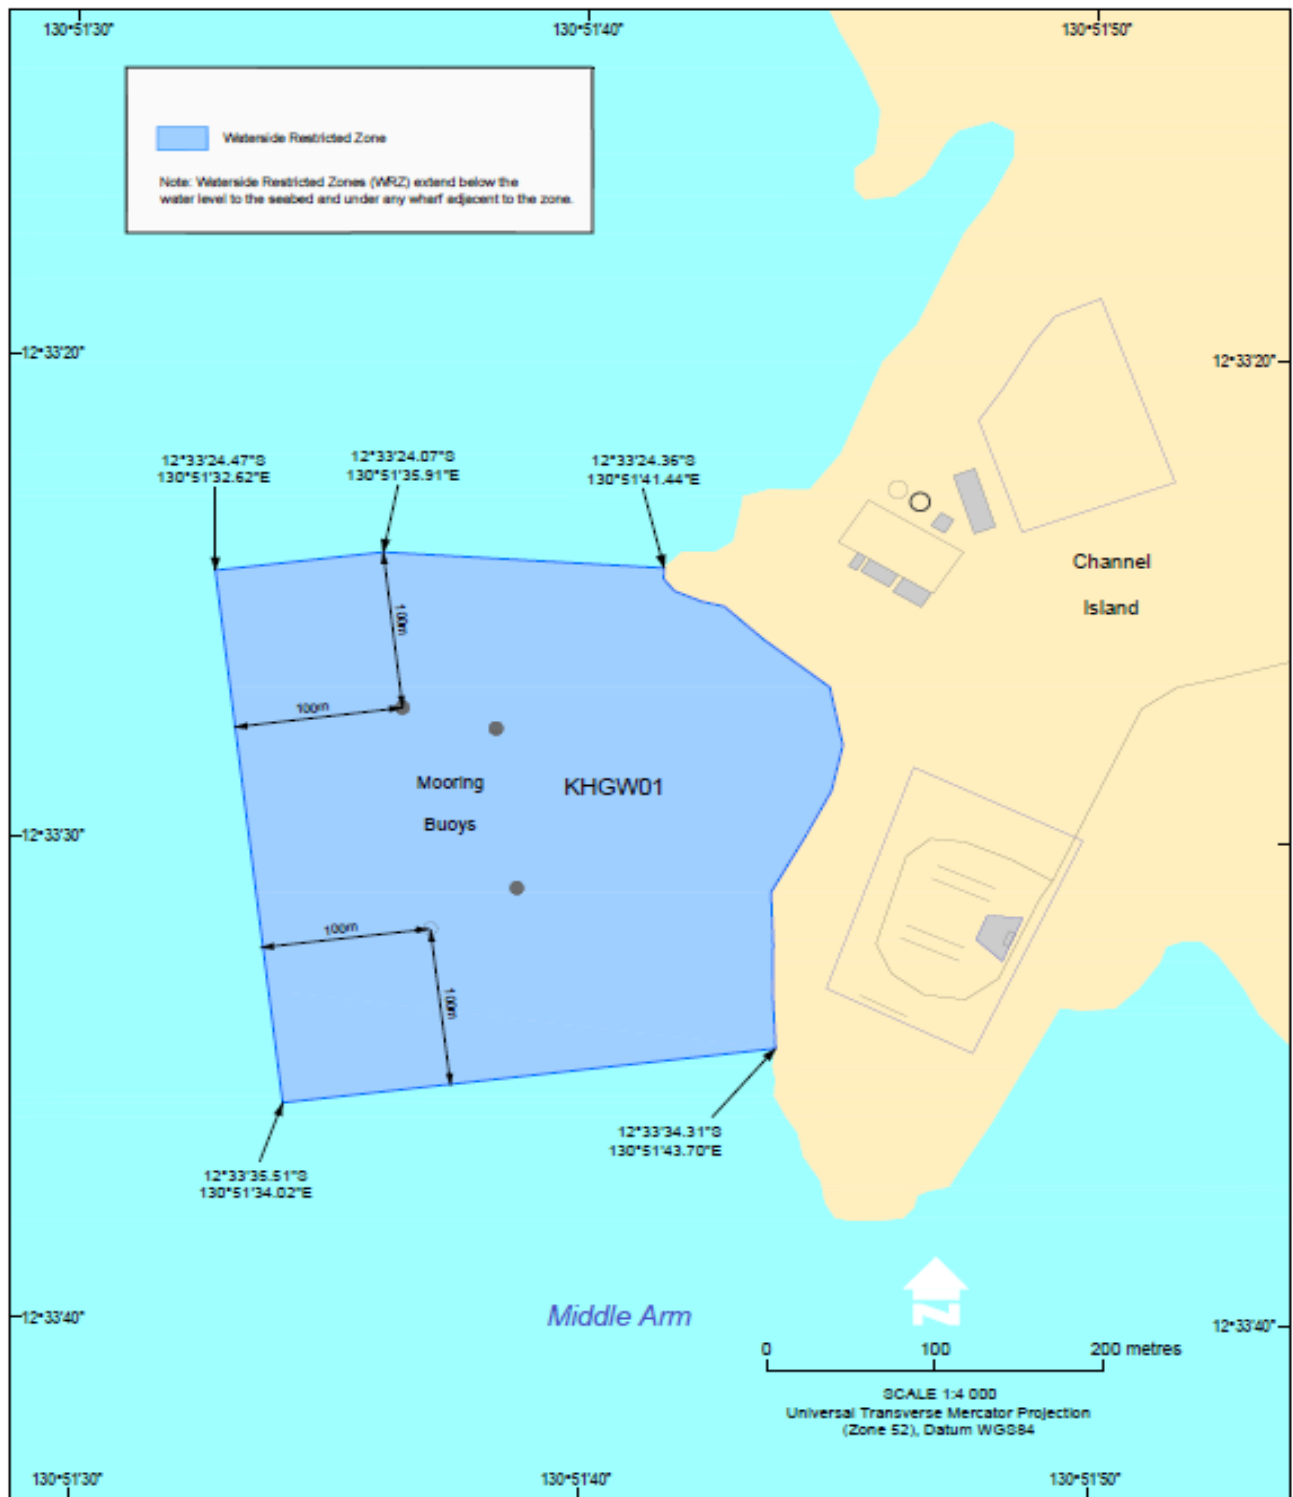 130°51'30"
130°51'40"
130°51'50"
Waterside Restricted Zone
Note: Waterside Restricted Zones (WRZ) extend below the
water level to the seabed and under any wharf adjacent to the zone.
12°33'20"
12°33'20"
12°33'24.47"S
130°51'32.62"E
12°33'24.07"S
130°51'35.91"E
12°33'24.36"S
130°51'41.44"E
Channel
Island
100m
100m
Mooring
Buoys
KHGW01
12°33'30"
100m
100m
12°33'34.31"S
130°51'43.70"E
12°33'35.51"S
130°51'34.02"E
Middle Arm
N
12°33'40"
12°33'40"
0 100 200 metres
SCALE 1:4 000
Universal Transverse Mercator Projection
(Zone 52), Datum WGS84
130°51'30"
130°51'40"
130°51'50"